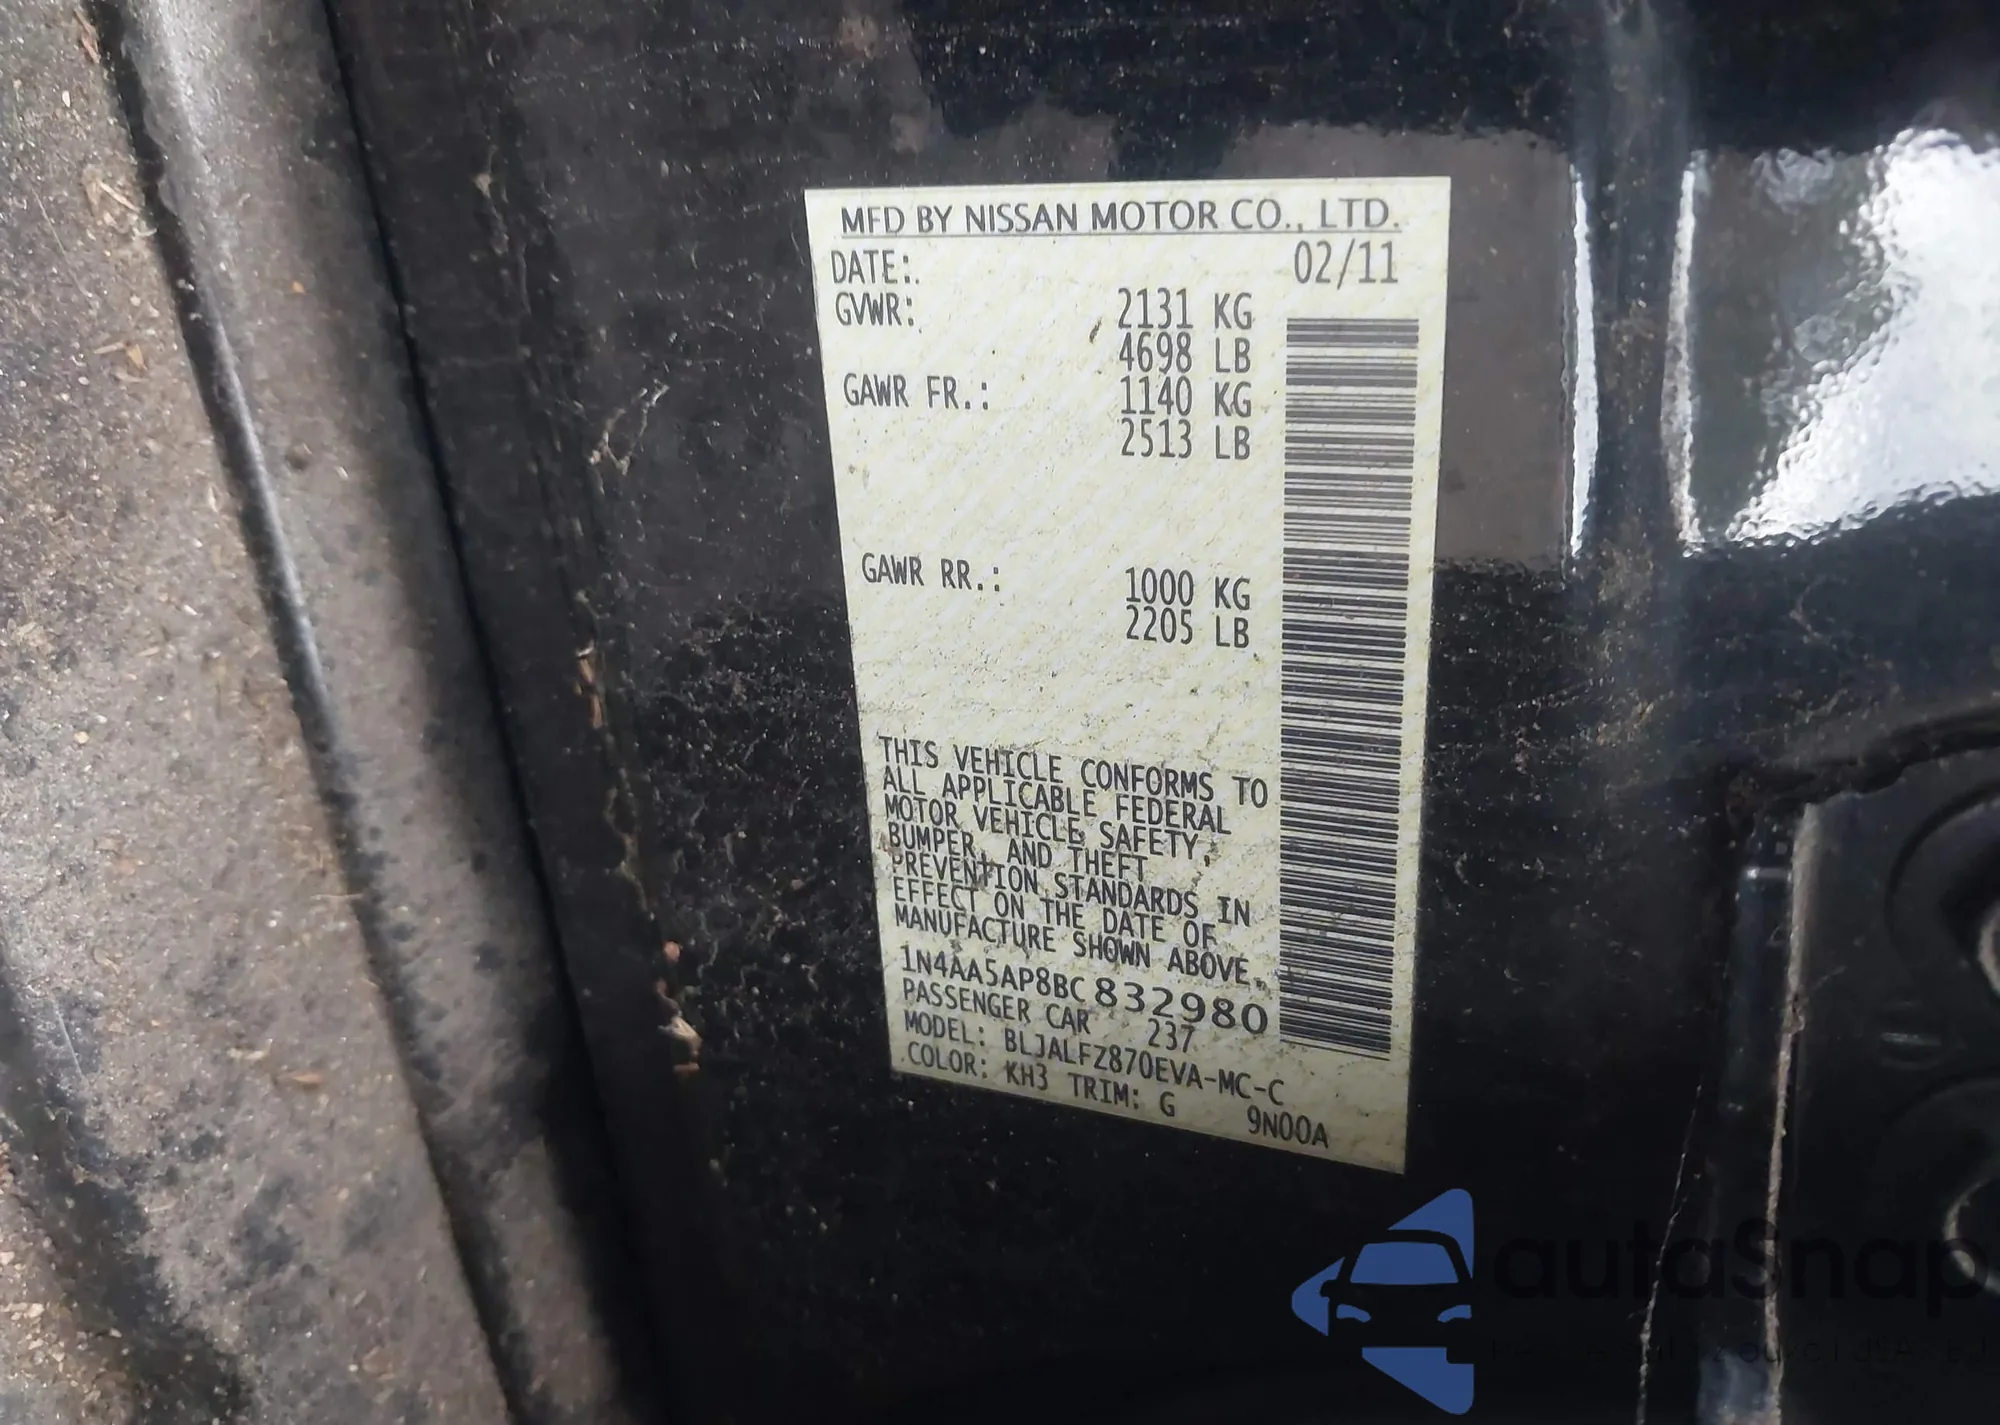 MFD BY NISSAN MOTOR CO., LTD.
DATE: 02/11
GVWR: 2131 KG
4698 LB
GAWR FR.: 1140 KG
2513 LB
GAWR RR.: 1000 KG
2205 LB
THIS VEHICLE CONFORMS TO
ALL APPLICABLE FEDERAL
MOTOR VEHICLE SAFETY,
BUMPER, AND THEFT
PREVENTION STANDARDS IN
EFFECT ON THE DATE OF
MANUFACTURE SHOWN ABOVE.
1N4AA5AP8BC832980
PASSENGER CAR 237
MODEL: BLJALFZ870EVA-MC-C
COLOR: KH3 TRIM: G 9N00A
autaSnap